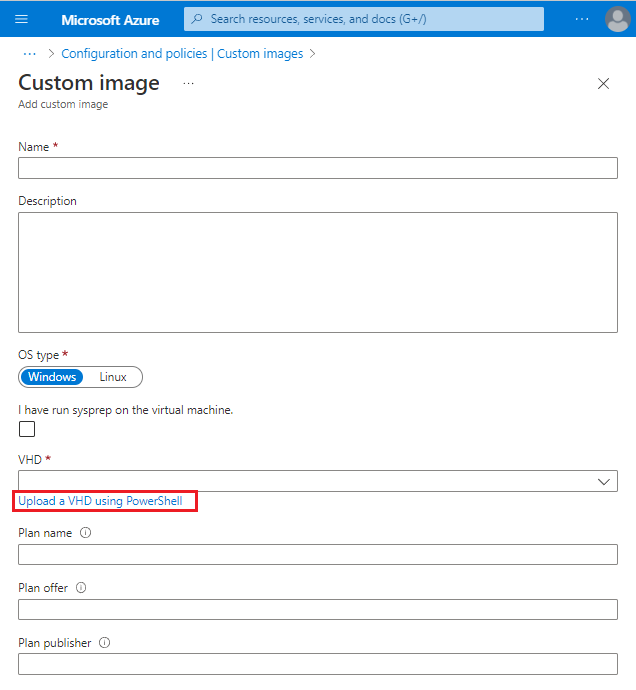 Microsoft Azure
Search resources, services, and docs (G+/)
...
... > Configuration and policies | Custom images >
Custom image ...
Add custom image
Name *
Description
OS type *
Windows Linux
I have run sysprep on the virtual machine.
VHD *
Upload a VHD using PowerShell
Plan name
Plan offer
Plan publisher